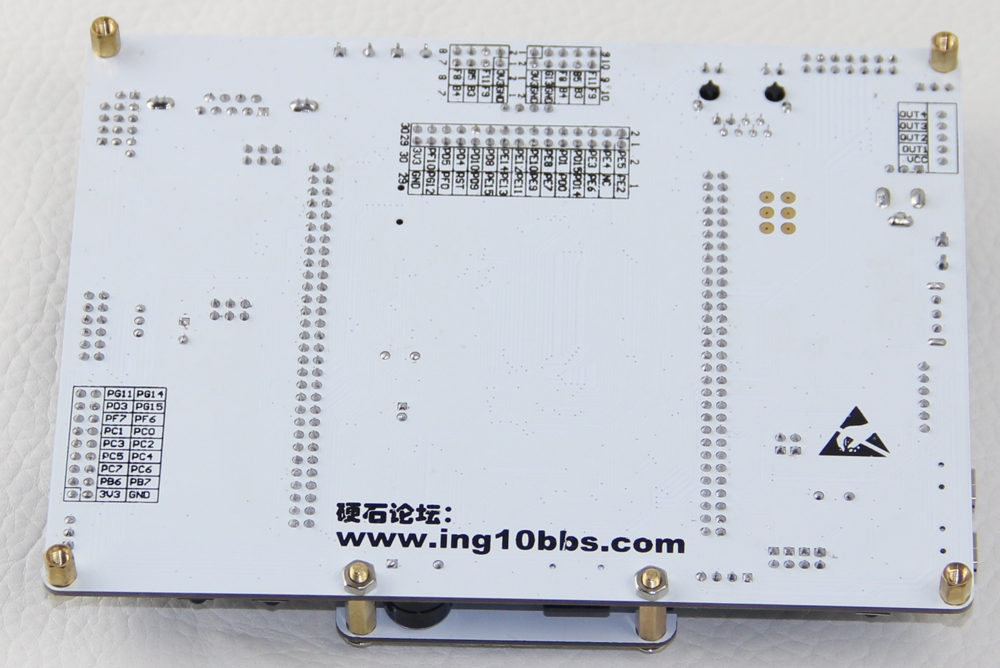 8 2 1 9
7 1 2 10
8 F8 B5 F11 3V3 1 3V3 G13 F8 B5 F11 9
7 B4 B3 F9 GND 1 2 GND GND B4 B3 F9 10
30 2
29 1
30 3V3 PF10 PD5 PD4 PD10 PD8 PE14 PE12 PE10 PE8 PD1 PD15 PE3 PE4 PE5 2
29 GND PG12 PF0 RST PD9 PE15 PE13 PE11 PE9 PE7 PD0 PD14 PE6 NC PE2 1
OUT4
OUT3
OUT2
OUT1
VCC
PG11 PG14
PD3 PG15
PF7 PF6
PC1 PC0
PC3 PC2
PC5 PC4
PC7 PC6
PB6 PB7
3V3 GND
硬石论坛：
www.ing10bbs.com